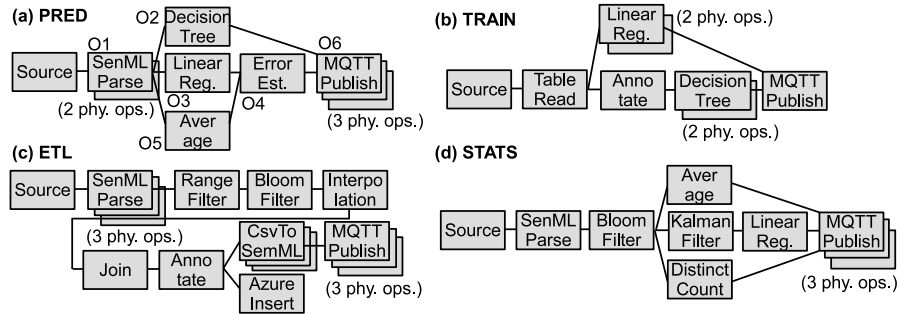 (a) PRED
O2
Decision
Tree
O1
O6
Source
SenML
Parse
Linear
Reg.
Error
Est.
MQTT
Publish
(2 phy. ops.)
O3
O4
(3 phy. ops.)
O5
Aver
age
(b) TRAIN
Linear
Reg.
(2 phy. ops.)
Source
Table
Read
Anno
tate
Decision
Tree
MQTT
Publish
(2 phy. ops.)
(c) ETL
Source
SenML
Parse
Range
Filter
Bloom
Filter
Interpo
lation
(3 phy. ops.)
Join
Anno
tate
CsvTo
SemML
MQTT
Publish
(3 phy. ops.)
Azure
Insert
(d) STATS
Source
SenML
Parse
Bloom
Filter
Aver
age
Kalman
Filter
Linear
Reg.
MQTT
Publish
(3 phy. ops.)
Distinct
Count